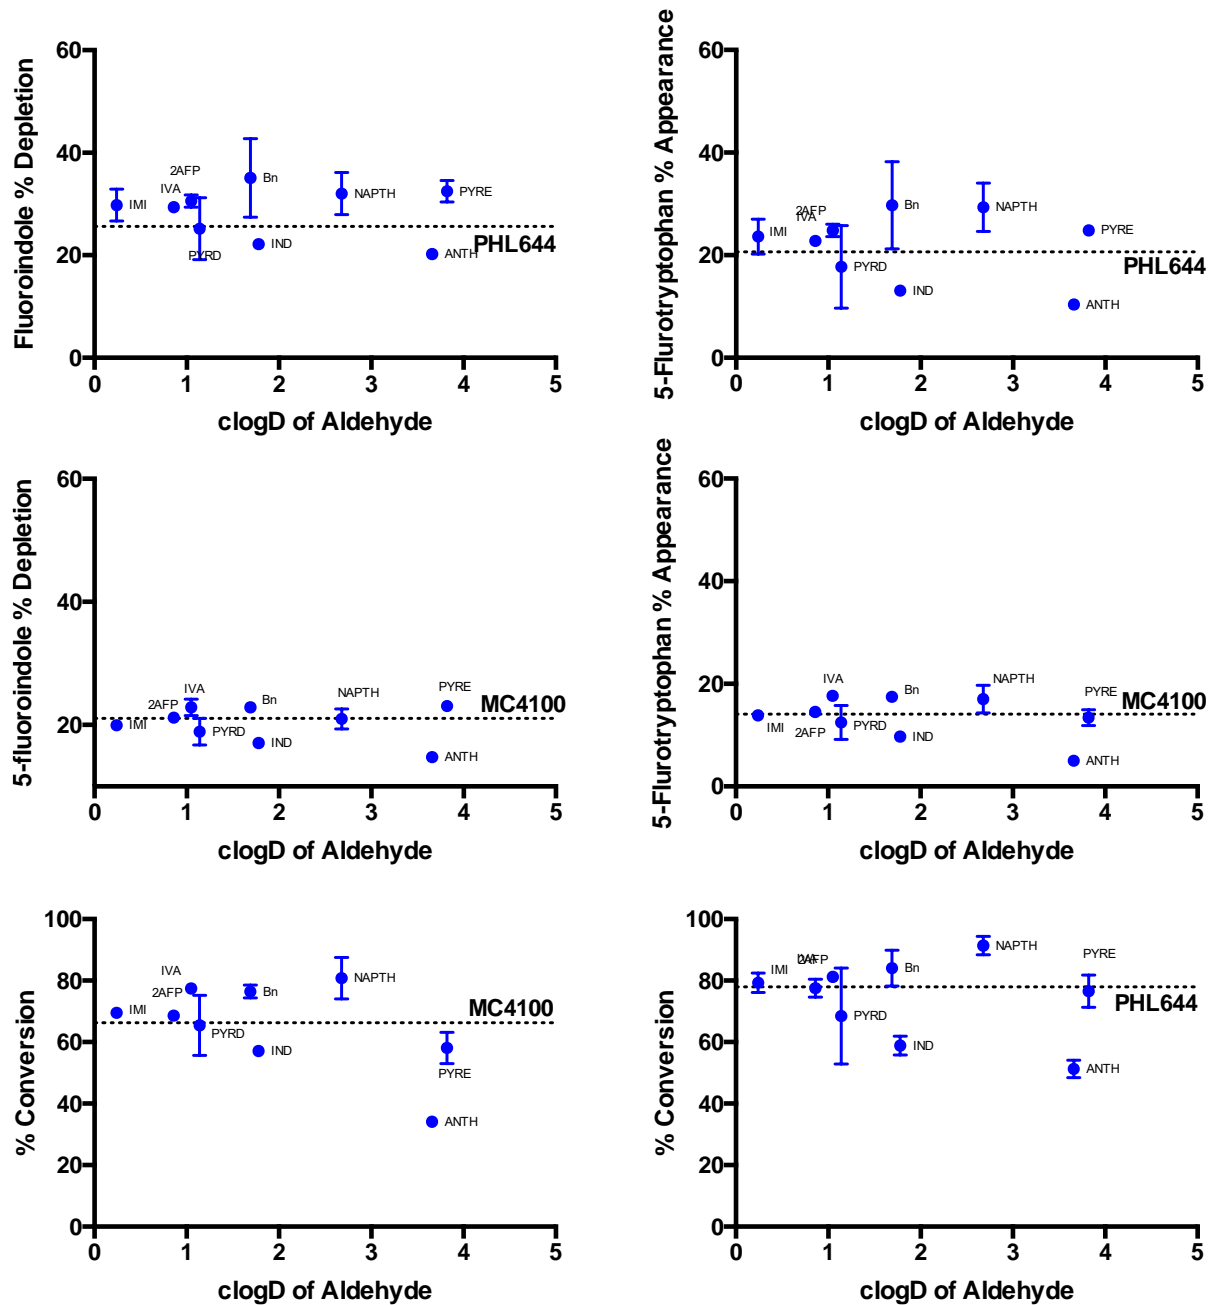 Fluoroindole % Depletion
60
40
20
0
2AFP
IVA
IMI
Bn
NAPTH
PYRE
PYRD
IND
ANTH
PHL644
0 1 2 3 4 5
clogD of Aldehyde
5-Flurotryptophan % Appearance
60
40
20
0
2AFP
IVA
IMI
Bn
NAPTH
PYRE
PHL644
PYRD
IND
ANTH
0 1 2 3 4 5
clogD of Aldehyde
5-fluoroindole % Depletion
60
40
20
IVA
2AFP
IMI
Bn
NAPTH
PYRE
MC4100
PYRD
IND
ANTH
0 1 2 3 4 5
clogD of Aldehyde
5-Flurotryptophan % Appearance
60
40
20
0
IVA
Bn
NAPTH
PYRE
MC4100
IMI
2AFP
PYRD
IND
ANTH
0 1 2 3 4 5
clogD of Aldehyde
% Conversion
100
80
60
40
20
0
IVA
2AFP
IMI
Bn
NAPTH
MC4100
PYRD
IND
PYRE
ANTH
0 1 2 3 4 5
clogD of Aldehyde
% Conversion
100
80
60
40
20
0
IVA
2AFP
IMI
Bn
NAPTH
PYRE
PHL644
PYRD
IND
ANTH
0 1 2 3 4 5
clogD of Aldehyde